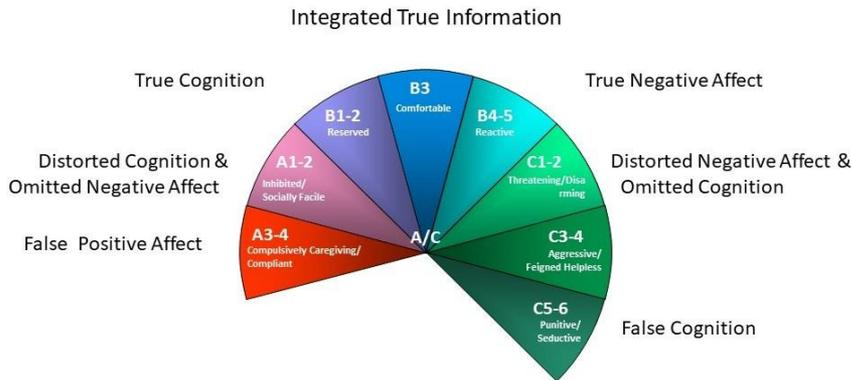 Integrated True Information
True Cognition
True Negative Affect
B3
Comfortable
B1-2
Reserved
B4-5
Reactive
Distorted Cognition &
Omitted Negative Affect
A1-2
Inhibited/
Socially Facile
C1-2
Threatening/Disa
rming
Distorted Negative Affect &
Omitted Cognition
False Positive Affect
A3-4
Compulsively Caregiving/
Compliant
A/C
C3-4
Aggressive/
Feigned Helpless
C5-6
Punitive/
Seductive
False Cognition